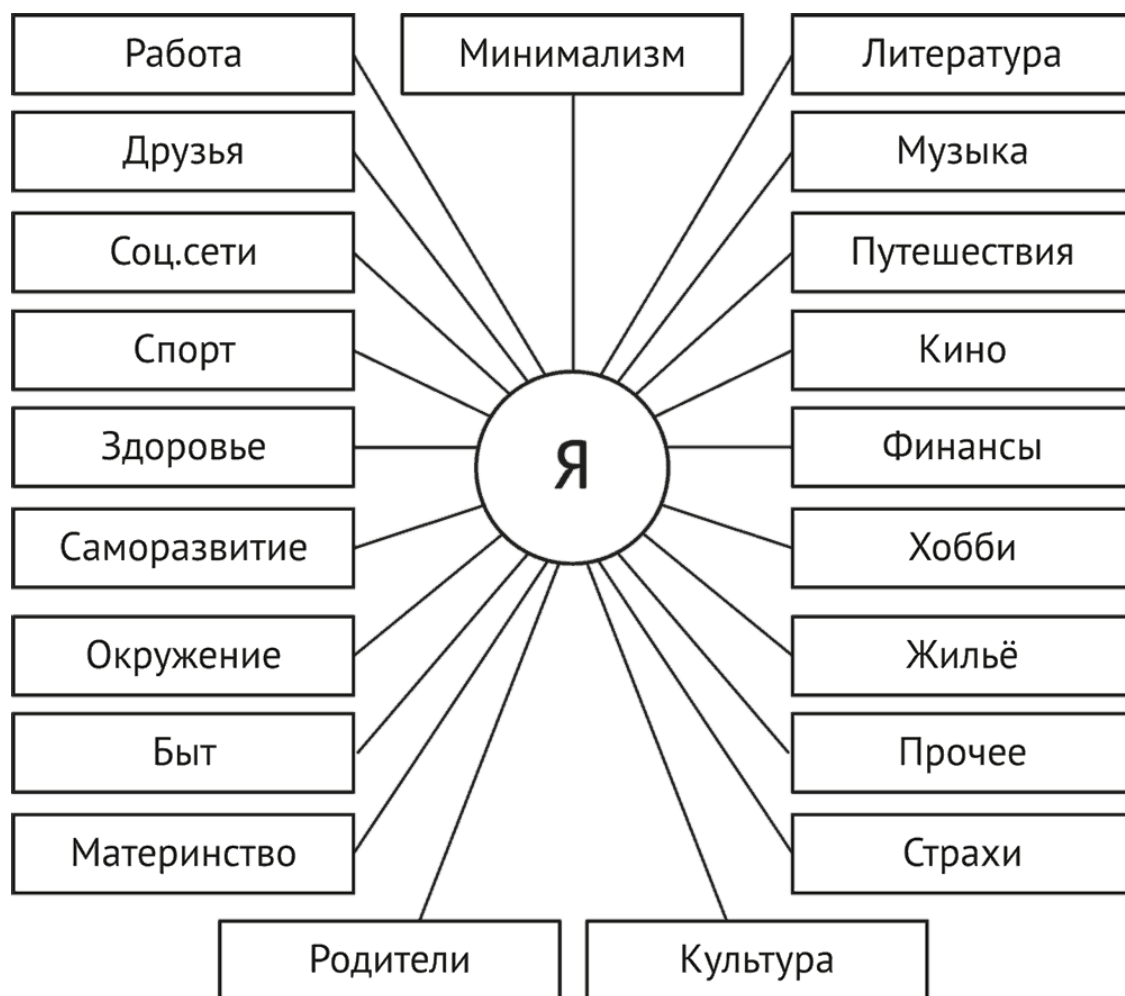 Работа
Минимализм
Литература
Друзья
Музыка
Соц.сети
Путешествия
Спорт
Кино
Здоровье
Я
Финансы
Саморазвитие
Хобби
Окружение
Жильё
Быт
Прочее
Материнство
Страхи
Родители
Культура